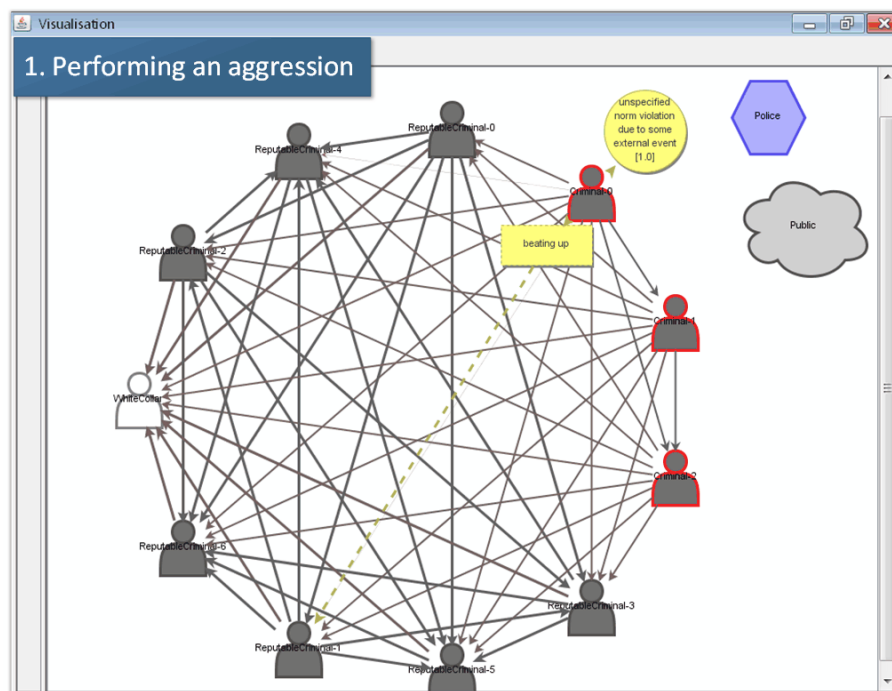 Visualisation
1. Performing an aggression
unspecified
norm violation
due to some
external event
[1.0]
Police
ReputableCriminal-0
ReputableCriminal-4
Criminal-0
Public
beating up
ReputableCriminal-2
Criminal-1
WhiteCollar
Criminal-2
ReputableCriminal-6
ReputableCriminal-3
ReputableCriminal-1
ReputableCriminal-5